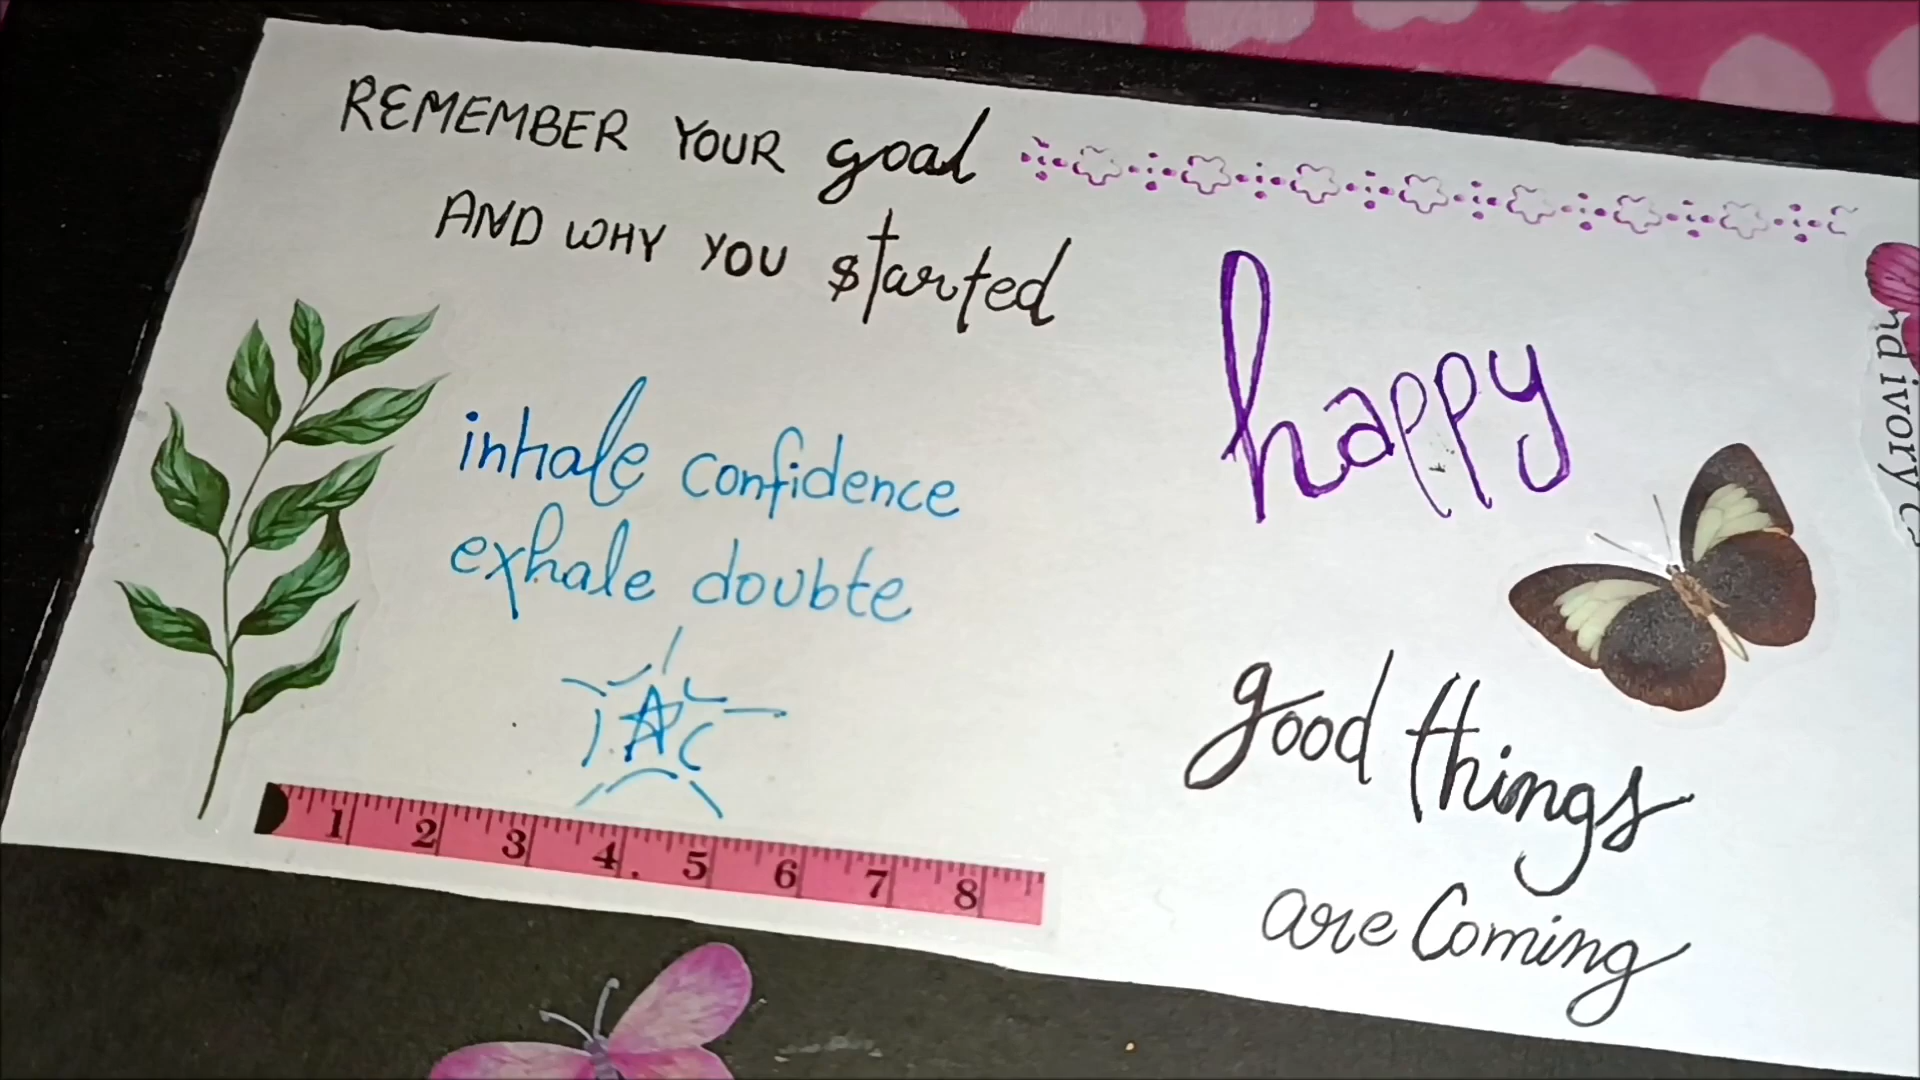 REMEMBER YOUR goal
AND WHY YOU started
inhale confidence
exhale doubte
happy
good things
are Coming
1 2 3 4 5 6 7 8
ivory